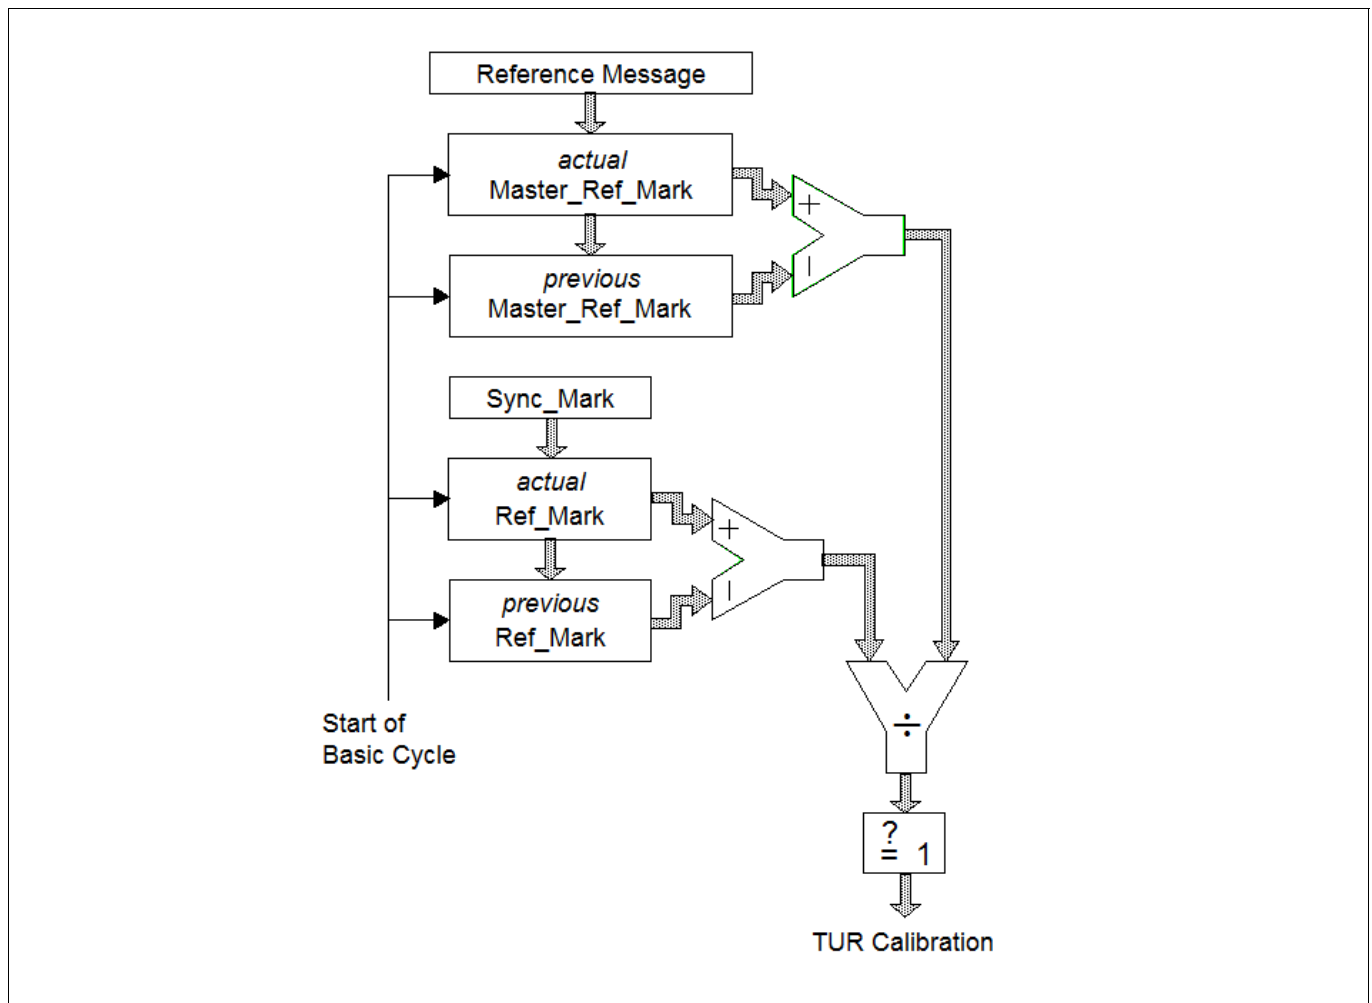 Reference Message
actual
Master_Ref_Mark
+
−
previous
Master_Ref_Mark
Sync_Mark
actual
Ref_Mark
+
−
previous
Ref_Mark
Start of
Basic Cycle
÷
?
= 1
TUR Calibration